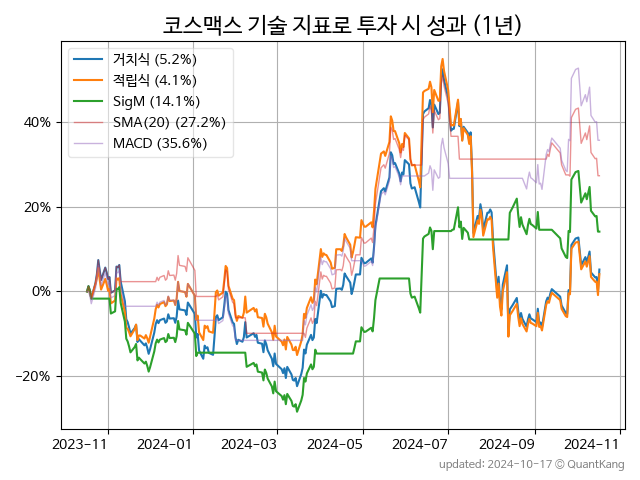 코스맥스 기술 지표로 투자 시 성과 (1년)
거치식 (5.2%)
적립식 (4.1%)
SigM (14.1%)
SMA(20) (27.2%)
MACD (35.6%)
40%
20%
0%
−20%
2023-11 2024-01 2024-03 2024-05 2024-07 2024-09 2024-11
updated: 2024-10-17 © QuantKang